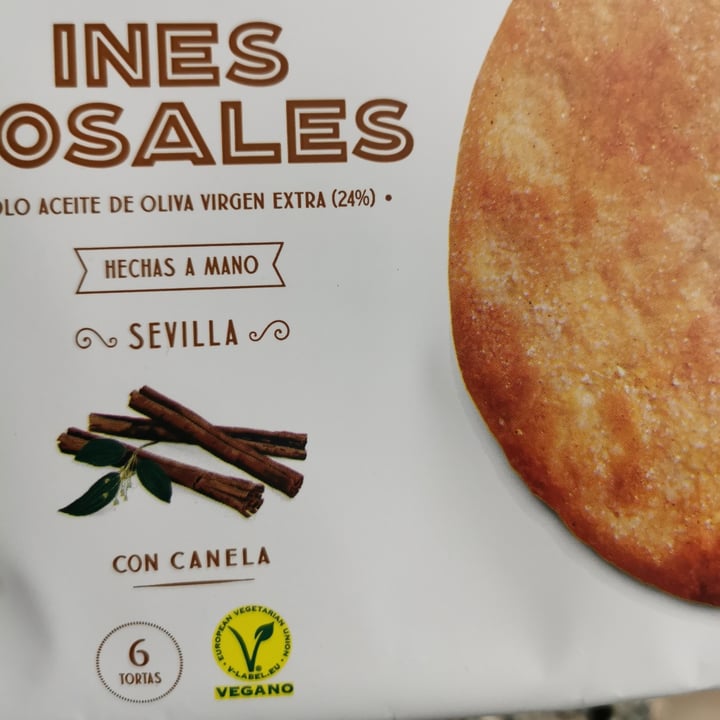 INES
OSALES
OLO ACEITE DE OLIVA VIRGEN EXTRA (24%) •
HECHAS A MANO
SEVILLA
CON CANELA
6
TORTAS
• EUROPEAN VEGETARIAN UNION •
V-LABEL.EU
VEGANO